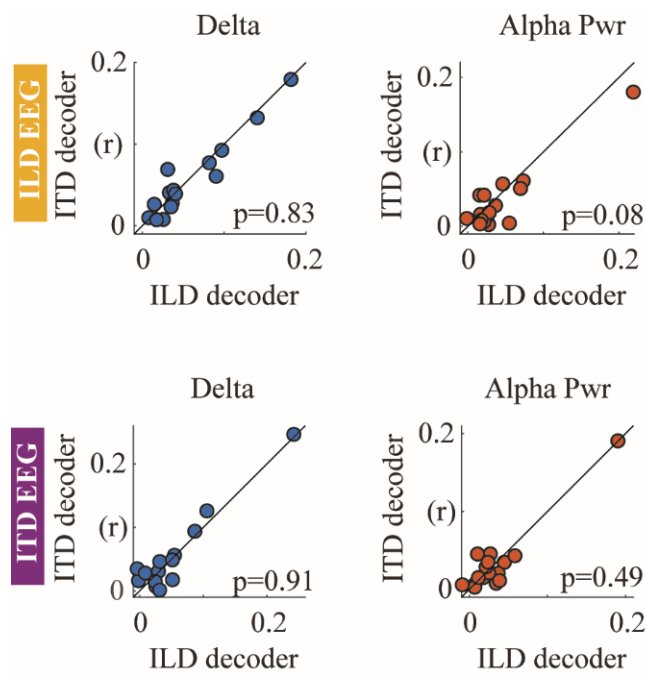 Delta
Alpha Pwr
ILD EEG
ITD decoder
(r)
0.2
0
p=0.83
0
0.2
ILD decoder
ITD decoder
(r)
0.2
0
p=0.08
0
0.2
ILD decoder
Delta
Alpha Pwr
ITD EEG
ITD decoder
(r)
0.2
0
p=0.91
0
0.2
ILD decoder
ITD decoder
(r)
0.2
0
p=0.49
0
0.2
ILD decoder